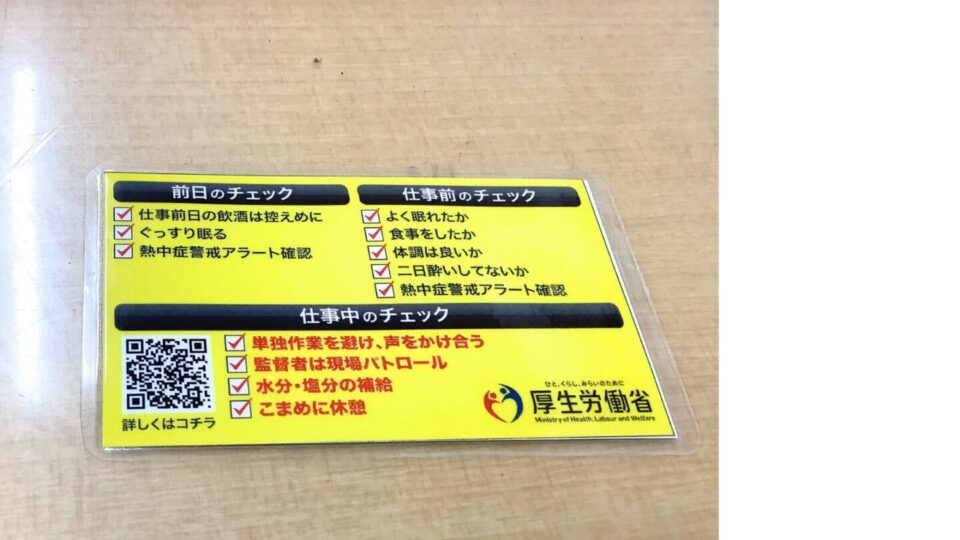 前日のチェック
仕事前日の飲酒は控えめに
ぐっすり眠る
熱中症警戒アラート確認
仕事前のチェック
よく眠れたか
食事をしたか
体調は良いか
二日酔いしてないか
熱中症警戒アラート確認
仕事中のチェック
単独作業を避け、声をかけ合う
監督者は現場パトロール
水分・塩分の補給
こまめに休憩
詳しくはコチラ
ひと、くらし、みらいのために
厚生労働省
Ministry of Health, Labour and Welfare